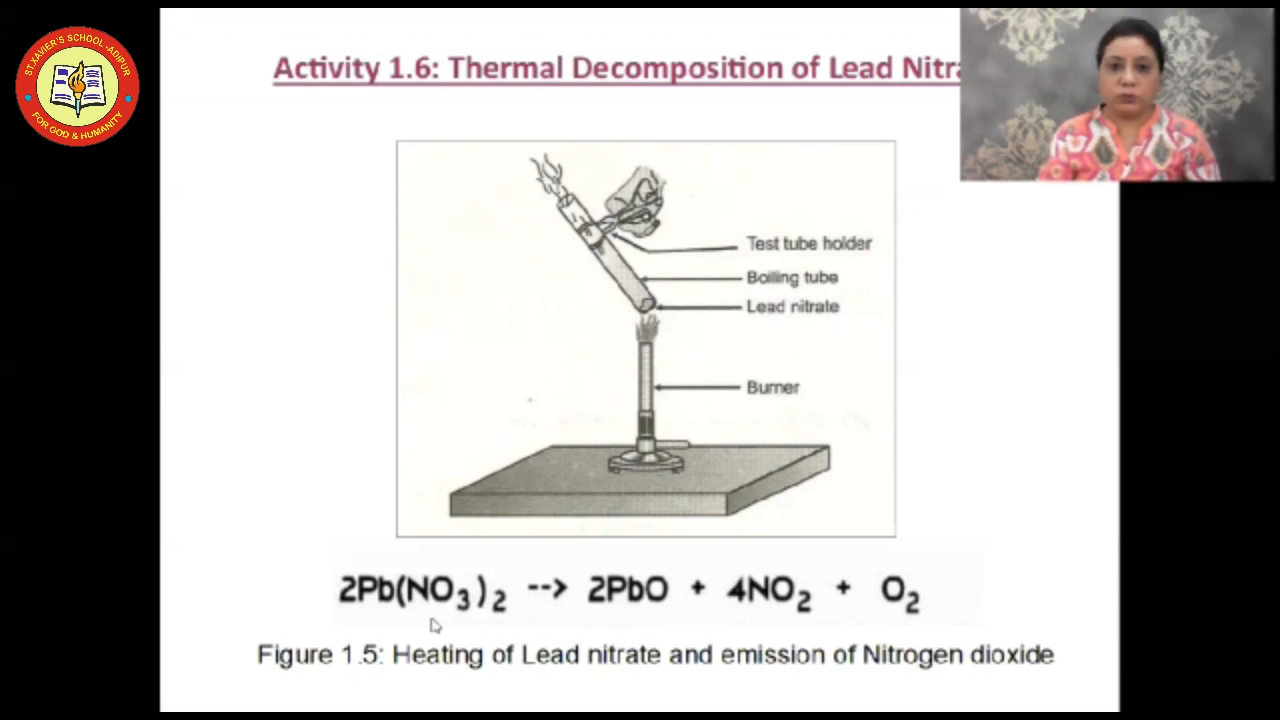 ST.XAVIER'S SCHOOL-ADIPUR
FOR GOD & HUMANITY
Activity 1.6: Thermal Decomposition of Lead Nitra
Test tube holder
Boiling tube
Lead nitrate
Burner
2Pb(NO₃)₂ --> 2PbO + 4NO₂ + O₂
Figure 1.5: Heating of Lead nitrate and emission of Nitrogen dioxide